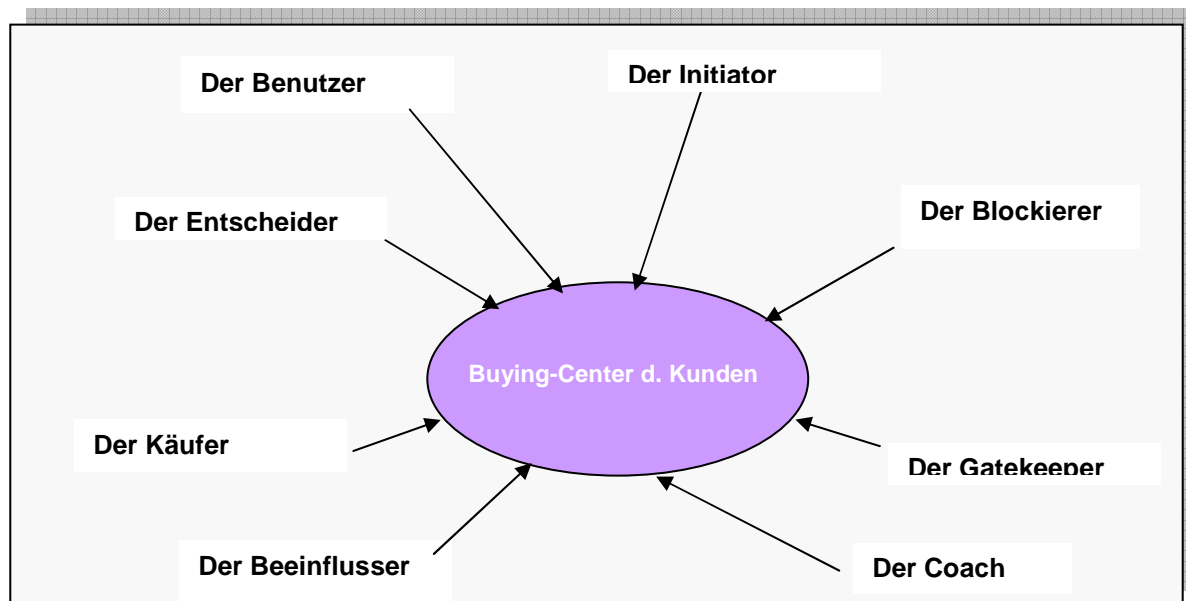 Der Benutzer
Der Initiator
Der Entscheider
Der Blockierer
Buying-Center d. Kunden
Der Käufer
Der Gatekeeper
Der Beeinflusser
Der Coach